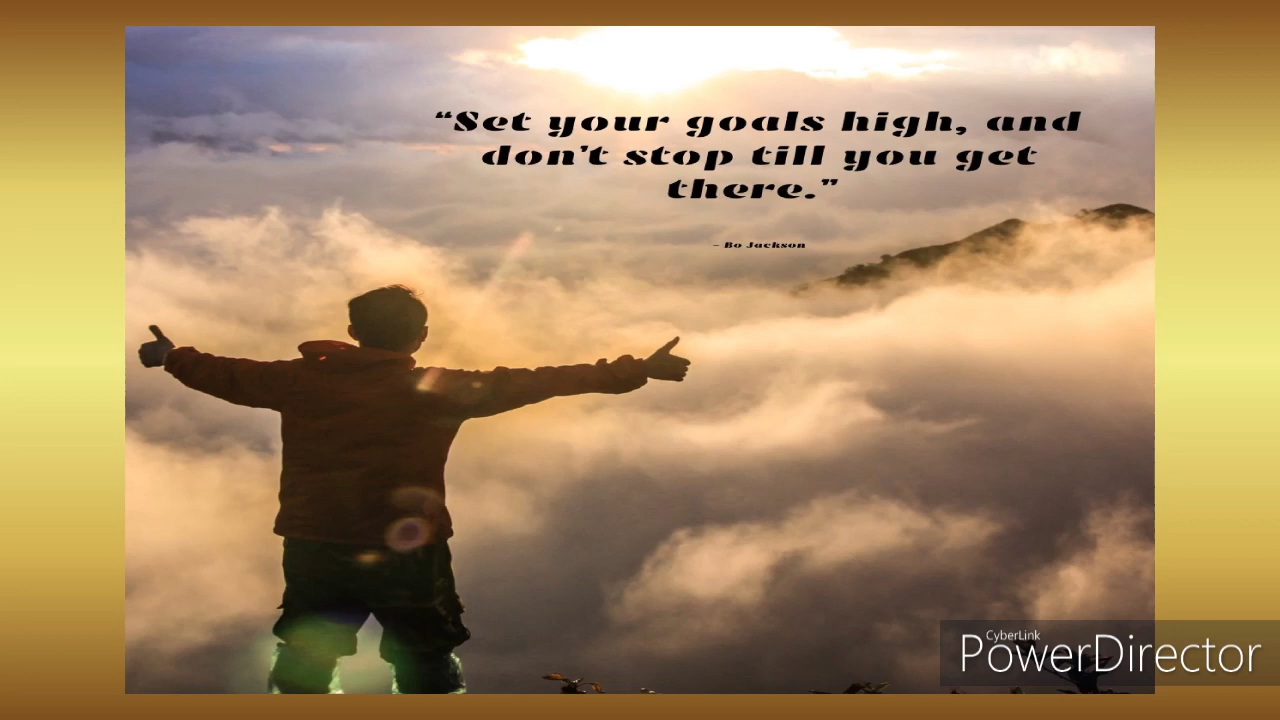 “Set your goals high, and
don’t stop till you get
there.”
- Bo Jackson
CyberLink
PowerDirector